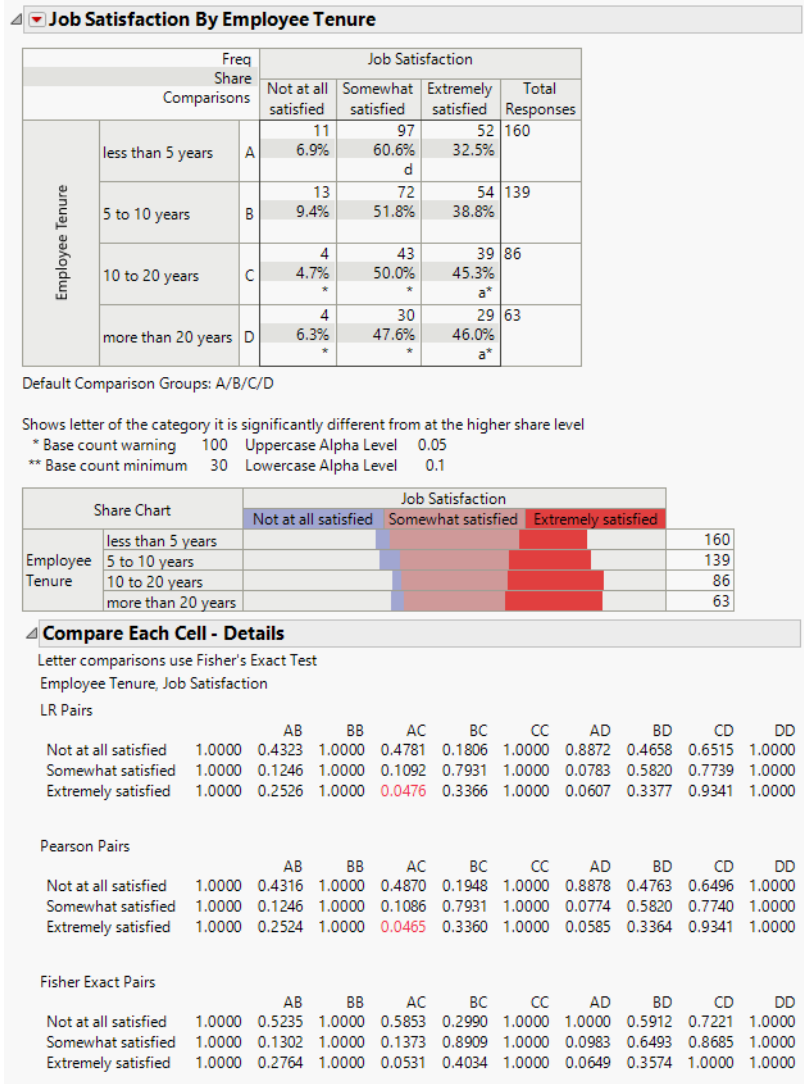 Job Satisfaction By Employee Tenure
Freq
Share
Comparisons
Job Satisfaction
Not at all satisfied Somewhat satisfied Extremely satisfied Total Responses
Employee Tenure
less than 5 years A 11 97 52 160
6.9% 60.6% 32.5%
d
5 to 10 years B 13 72 54 139
9.4% 51.8% 38.8%
10 to 20 years C 4 43 39 86
4.7% 50.0% 45.3%
* * a*
more than 20 years D 4 30 29 63
6.3% 47.6% 46.0%
* * a*
Default Comparison Groups: A/B/C/D
Shows letter of the category it is significantly different from at the higher share level
* Base count warning 100 Uppercase Alpha Level 0.05
** Base count minimum 30 Lowercase Alpha Level 0.1
Share Chart Job Satisfaction
Not at all satisfied Somewhat satisfied Extremely satisfied
Employee Tenure
less than 5 years 160
5 to 10 years 139
10 to 20 years 86
more than 20 years 63
Compare Each Cell - Details
Letter comparisons use Fisher's Exact Test
Employee Tenure, Job Satisfaction
LR Pairs
AB BB AC BC CC AD BD CD DD
Not at all satisfied 1.0000 0.4323 1.0000 0.4781 0.1806 1.0000 0.8872 0.4658 0.6515 1.0000
Somewhat satisfied 1.0000 0.1246 1.0000 0.1092 0.7931 1.0000 0.0783 0.5820 0.7739 1.0000
Extremely satisfied 1.0000 0.2526 1.0000 0.0476 0.3366 1.0000 0.0607 0.3377 0.9341 1.0000
Pearson Pairs
AB BB AC BC CC AD BD CD DD
Not at all satisfied 1.0000 0.4316 1.0000 0.4870 0.1948 1.0000 0.8878 0.4763 0.6496 1.0000
Somewhat satisfied 1.0000 0.1246 1.0000 0.1086 0.7931 1.0000 0.0774 0.5820 0.7740 1.0000
Extremely satisfied 1.0000 0.2524 1.0000 0.0465 0.3360 1.0000 0.0585 0.3364 0.9341 1.0000
Fisher Exact Pairs
AB BB AC BC CC AD BD CD DD
Not at all satisfied 1.0000 0.5235 1.0000 0.5853 0.2990 1.0000 1.0000 0.5912 0.7221 1.0000
Somewhat satisfied 1.0000 0.1302 1.0000 0.1373 0.8909 1.0000 0.0983 0.6493 0.8685 1.0000
Extremely satisfied 1.0000 0.2764 1.0000 0.0531 0.4034 1.0000 0.0649 0.3574 1.0000 1.0000